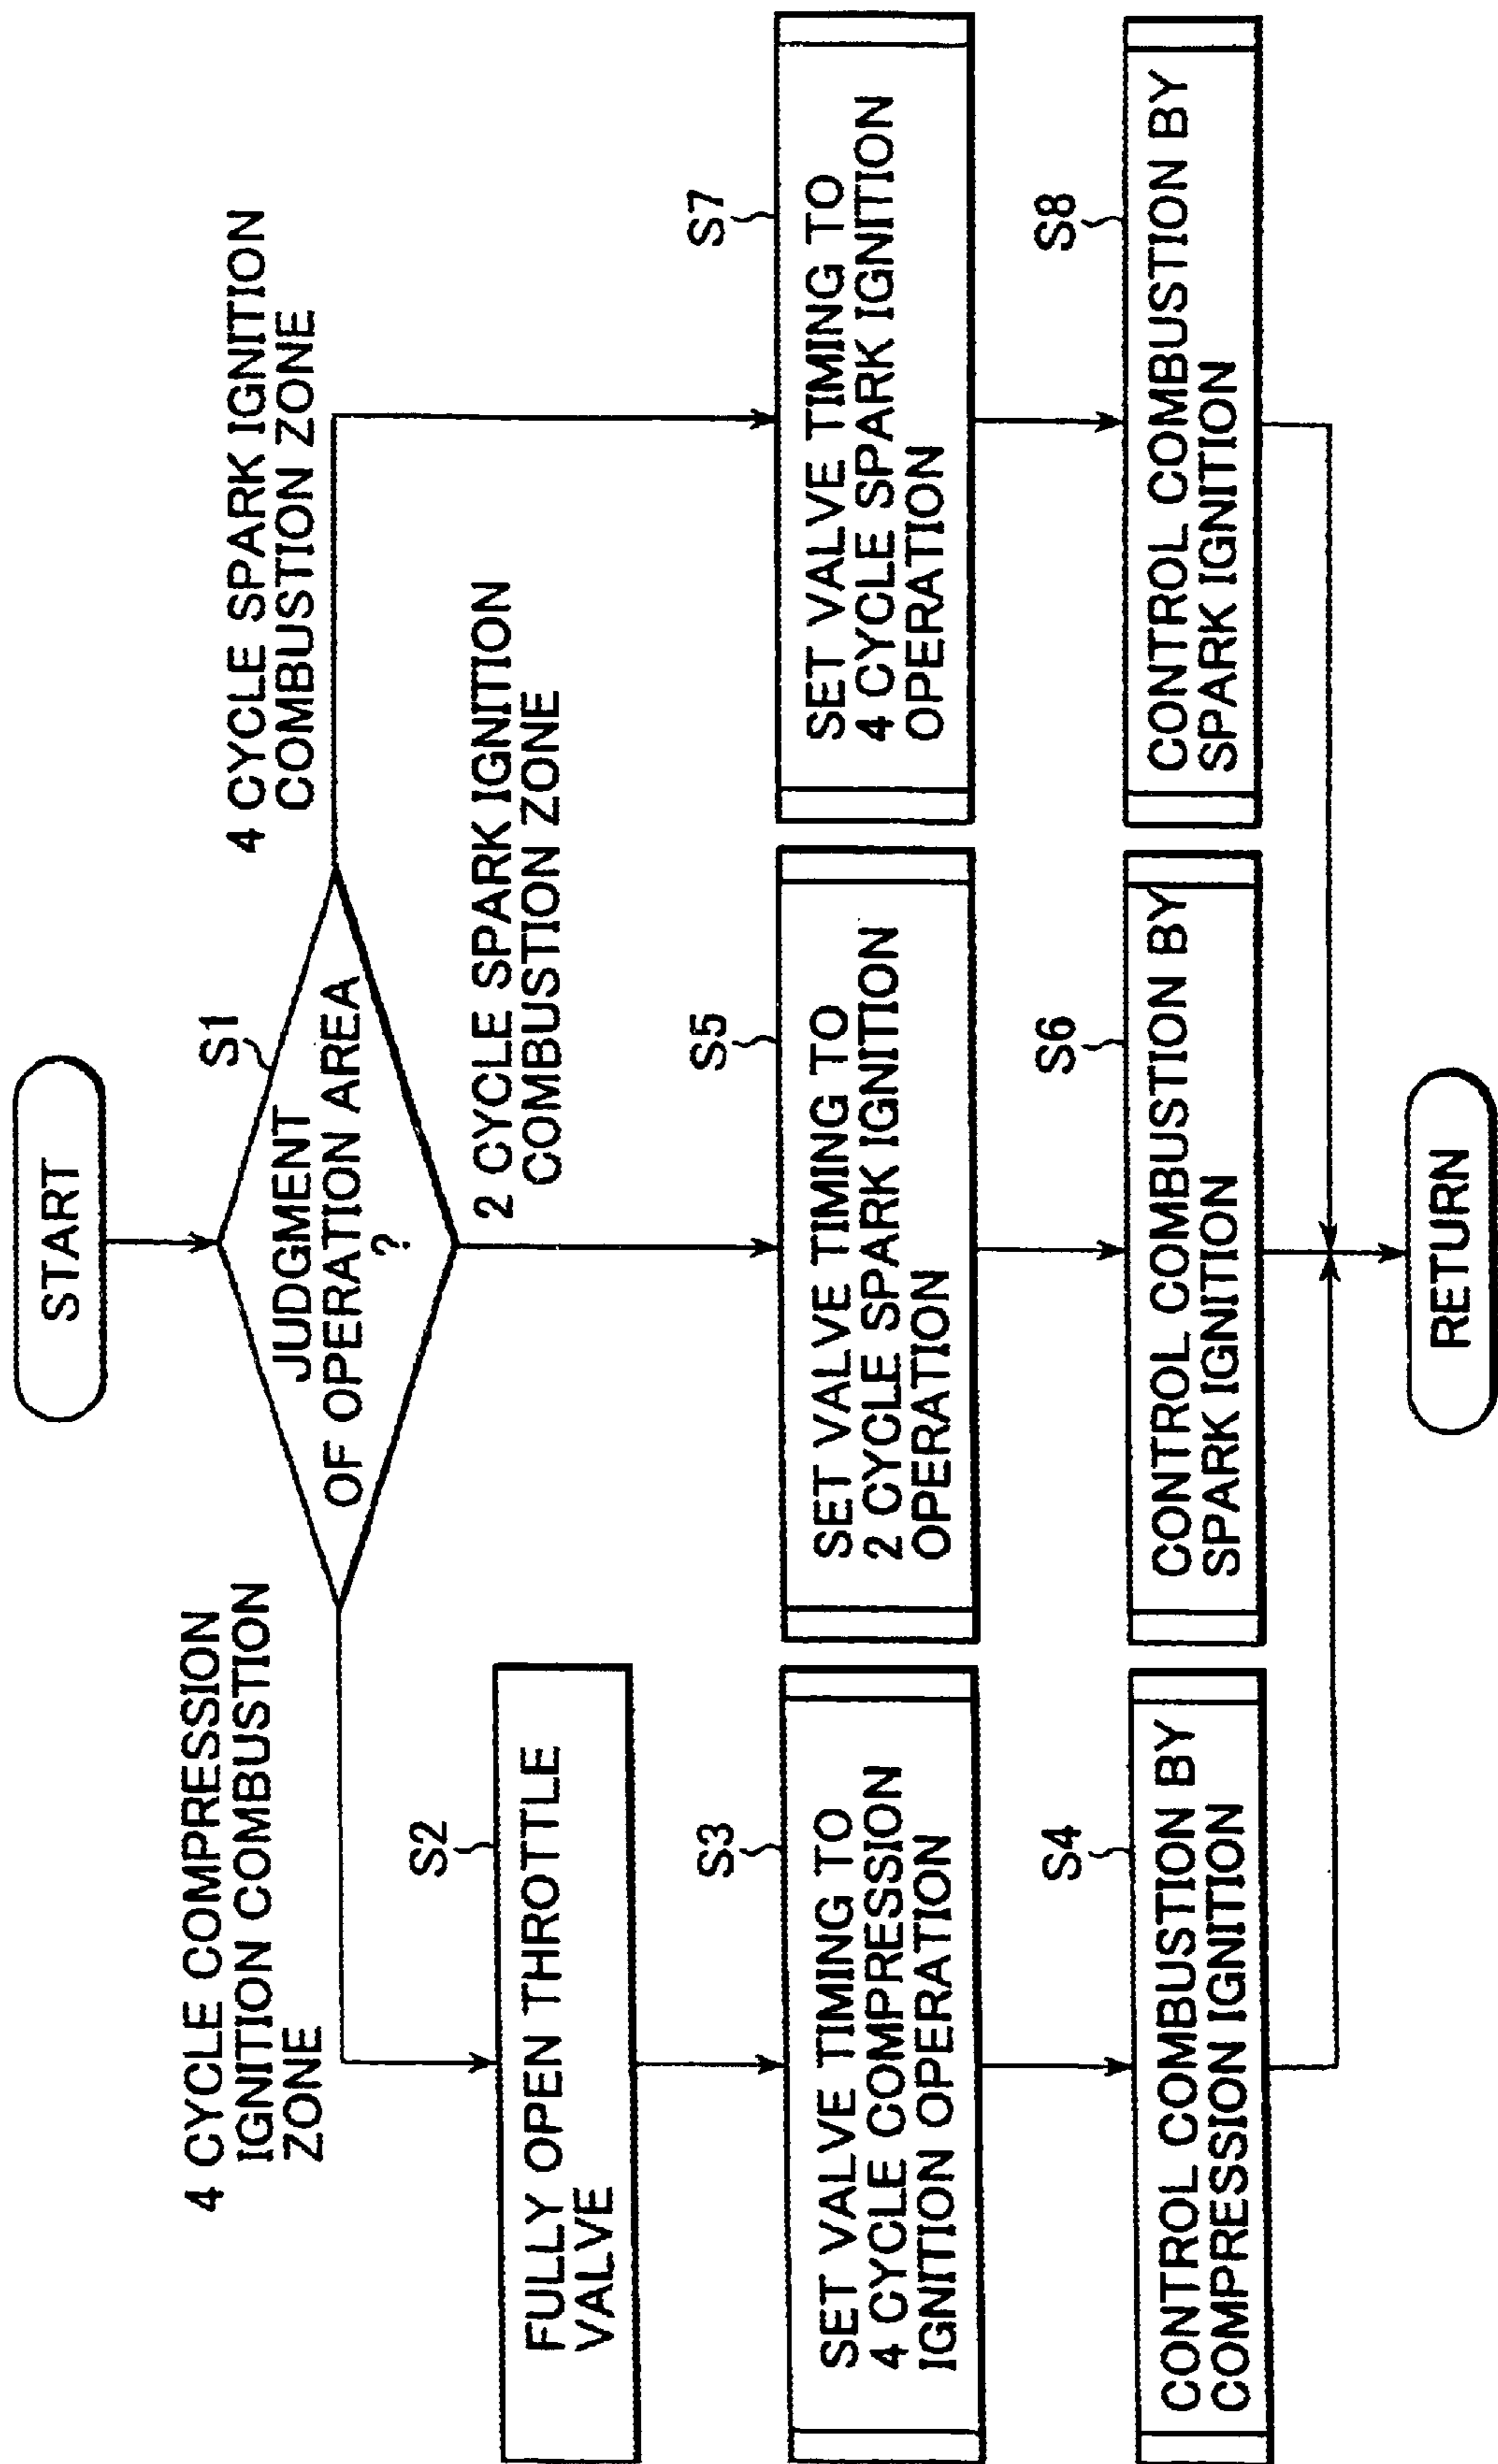 START
S1
JUDGMENT
OF OPERATION AREA
?
4 CYCLE COMPRESSION
IGNITION COMBUSTION
ZONE
2 CYCLE SPARK IGNITION
COMBUSTION ZONE
4 CYCLE SPARK IGNITION
COMBUSTION ZONE
S2
FULLY OPEN THROTTLE
VALVE
S3
SET VALVE TIMING TO
4 CYCLE COMPRESSION
IGNITION OPERATION
S5
SET VALVE TIMING TO
2 CYCLE SPARK IGNITION
OPERATION
S7
SET VALVE TIMING TO
4 CYCLE SPARK IGNITION
OPERATION
S4
CONTROL COMBUSTION BY
COMPRESSION IGNITION
S6
CONTROL COMBUSTION BY
SPARK IGNITION
S8
CONTROL COMBUSTION BY
SPARK IGNITION
RETURN